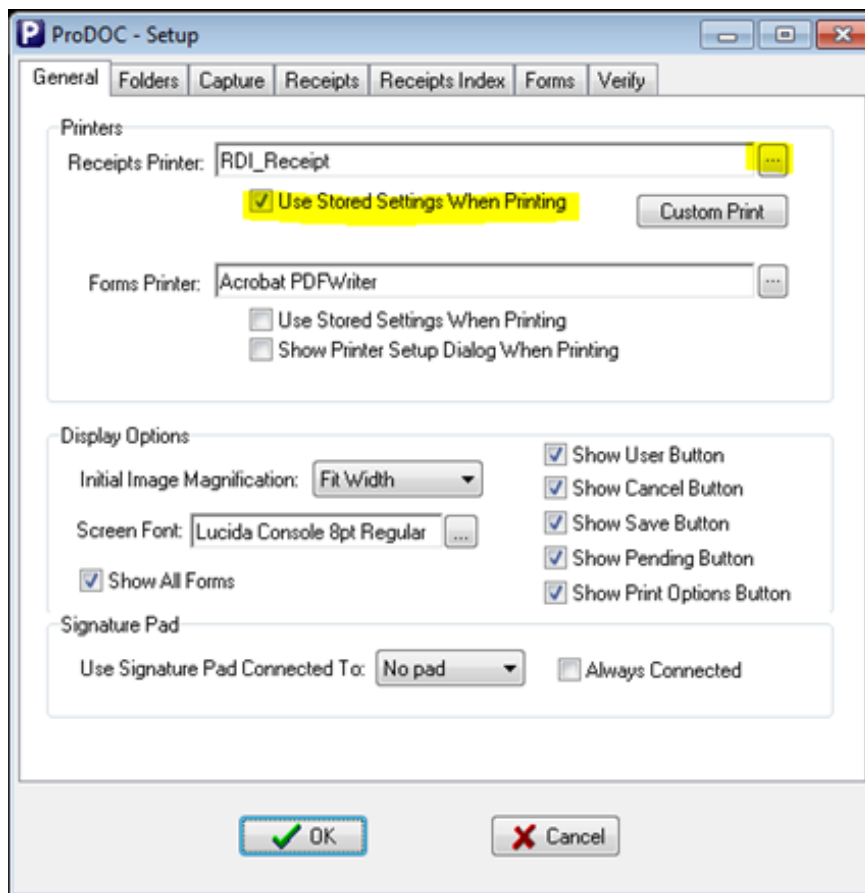 ProDOC - Setup
General Folders Capture Receipts Receipts Index Forms Verify
Printers
Receipts Printer: RDI_Receipt ...
Use Stored Settings When Printing
Custom Print
Forms Printer: Acrobat PDFWriter ...
Use Stored Settings When Printing
Show Printer Setup Dialog When Printing
Display Options
Initial Image Magnification: Fit Width
Screen Font: Lucida Console 8pt Regular ...
Show All Forms
Show User Button
Show Cancel Button
Show Save Button
Show Pending Button
Show Print Options Button
Signature Pad
Use Signature Pad Connected To: No pad Always Connected
OK Cancel